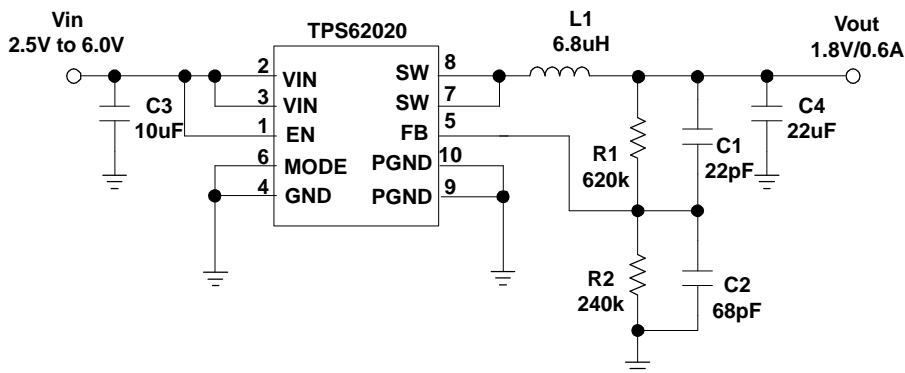 Vin
2.5V to 6.0V
TPS62020
L1
6.8uH
Vout
1.8V/0.6A
2
VIN
3
VIN
1
EN
6
MODE
4
GND
SW
8
SW
7
FB
5
PGND
10
PGND
9
C3
10uF
R1
620k
C1
22pF
C4
22uF
R2
240k
C2
68pF